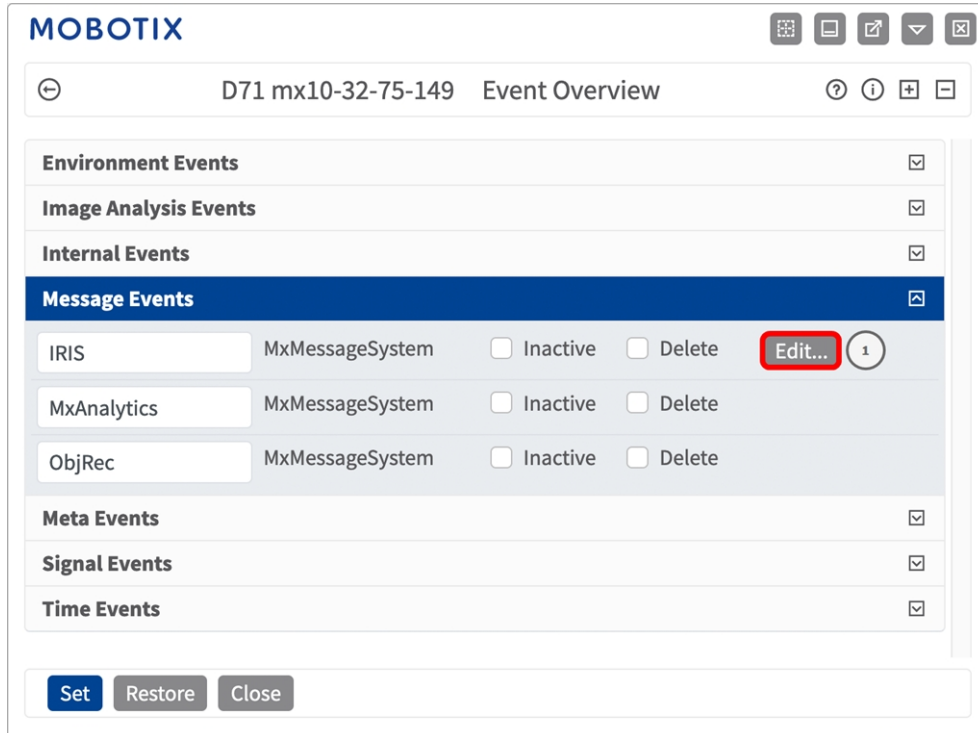 MOBOTIX
D71 mx10-32-75-149 Event Overview
Environment Events
Image Analysis Events
Internal Events
Message Events
IRIS MxMessageSystem Inactive Delete Edit... 1
MxAnalytics MxMessageSystem Inactive Delete
ObjRec MxMessageSystem Inactive Delete
Meta Events
Signal Events
Time Events
Set Restore Close